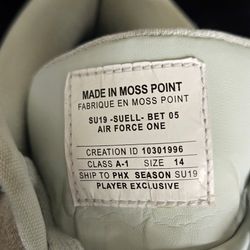 MADE IN MOSS POINT
FABRIQUE EN MOSS POINT
SU19 -SUELL- BET 05
AIR FORCE ONE
CREATION ID 10301996
CLASS A-1 SIZE 14
SHIP TO PHX SEASON SU19
PLAYER EXCLUSIVE